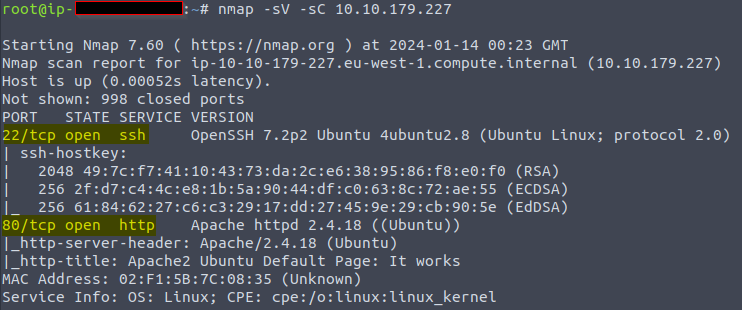 root@ip-:~# nmap -sV -sC 10.10.179.227
Starting Nmap 7.60 ( https://nmap.org ) at 2024-01-14 00:23 GMT
Nmap scan report for ip-10-10-179-227.eu-west-1.compute.internal (10.10.179.227)
Host is up (0.00052s latency).
Not shown: 998 closed ports
PORT   STATE SERVICE VERSION
22/tcp open  ssh     OpenSSH 7.2p2 Ubuntu 4ubuntu2.8 (Ubuntu Linux; protocol 2.0)
| ssh-hostkey:
|   2048 49:7c:f7:41:10:43:73:da:2c:e6:38:95:86:f8:e0:f0 (RSA)
|   256 2f:d7:c4:4c:e8:1b:5a:90:44:df:c0:63:8c:72:ae:55 (ECDSA)
|_  256 61:84:62:27:c6:c3:29:17:dd:27:45:9e:29:cb:90:5e (EdDSA)
80/tcp open  http    Apache httpd 2.4.18 ((Ubuntu))
|_http-server-header: Apache/2.4.18 (Ubuntu)
|_http-title: Apache2 Ubuntu Default Page: It works
MAC Address: 02:F1:5B:7C:08:35 (Unknown)
Service Info: OS: Linux; CPE: cpe:/o:linux:linux_kernel